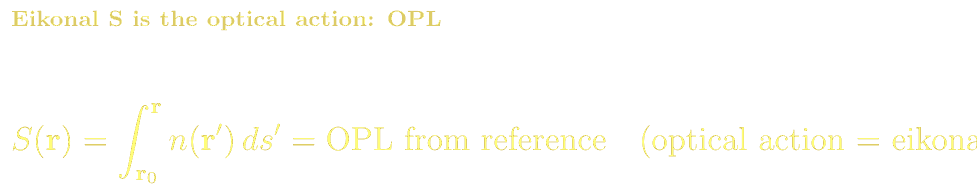 Eikonal S is the optical action: OPL
S(r) = ∫_{r₀}^{r} n(r′) ds′ = OPL from reference (optical action = eikona